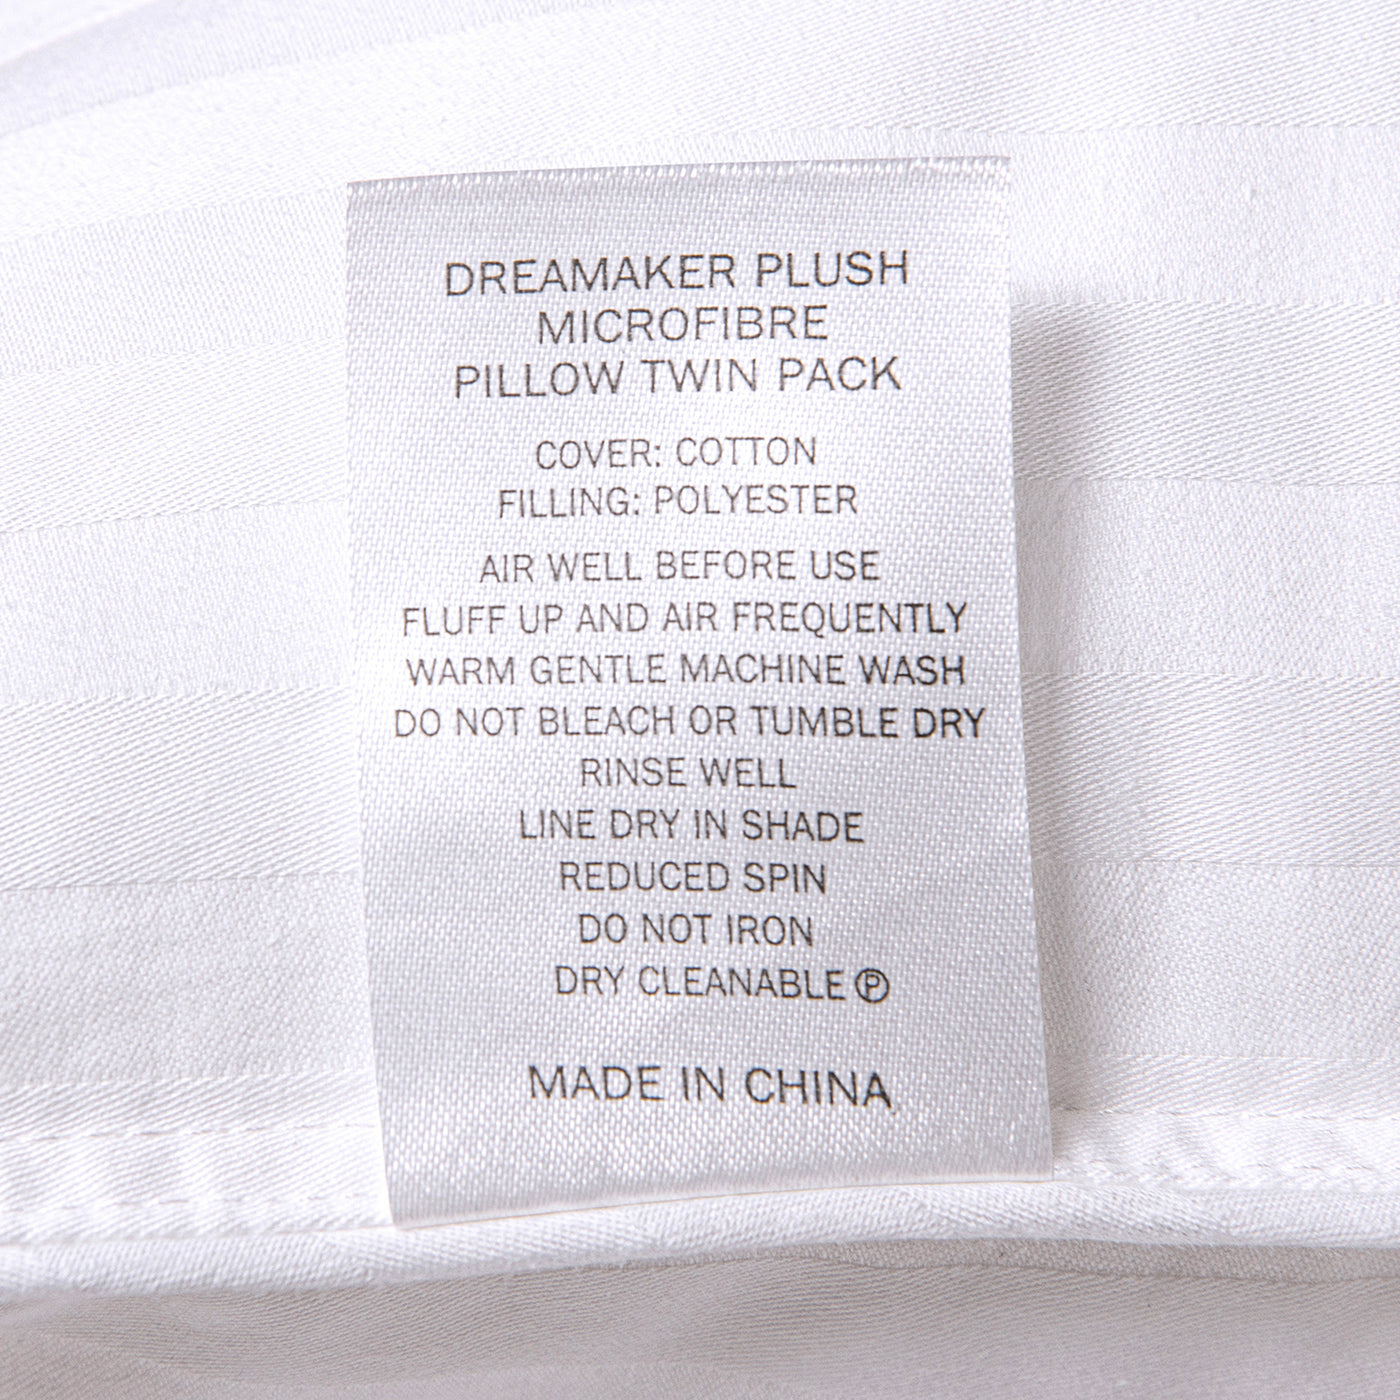 DREAMAKER PLUSH
MICROFIBRE
PILLOW TWIN PACK
COVER: COTTON
FILLING: POLYESTER
AIR WELL BEFORE USE
FLUFF UP AND AIR FREQUENTLY
WARM GENTLE MACHINE WASH
DO NOT BLEACH OR TUMBLE DRY
RINSE WELL
LINE DRY IN SHADE
REDUCED SPIN
DO NOT IRON
DRY CLEANABLE Ⓟ
MADE IN CHINA